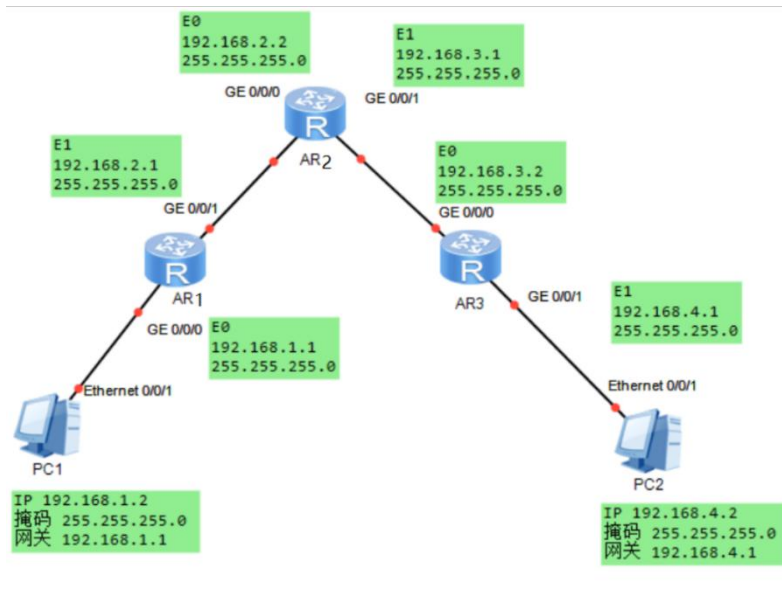 E0
192.168.2.2
255.255.255.0
E1
192.168.3.1
255.255.255.0
GE 0/0/0
GE 0/0/1
R
AR2
E1
192.168.2.1
255.255.255.0
E0
192.168.3.2
255.255.255.0
GE 0/0/1
GE 0/0/0
R
AR1
R
AR3
GE 0/0/0
E0
192.168.1.1
255.255.255.0
GE 0/0/1
E1
192.168.4.1
255.255.255.0
Ethernet 0/0/1
Ethernet 0/0/1
PC1
PC2
IP 192.168.1.2
掩码 255.255.255.0
网关 192.168.1.1
IP 192.168.4.2
掩码 255.255.255.0
网关 192.168.4.1